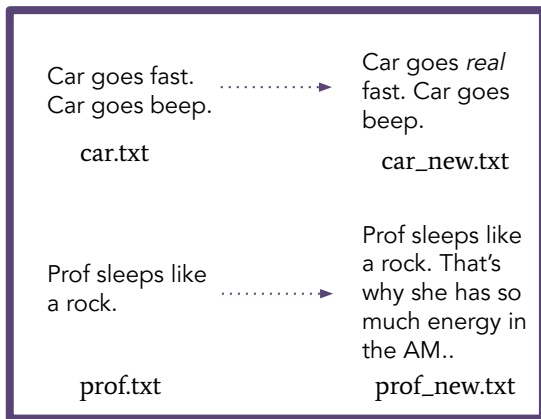 Car goes fast.
Car goes beep.
car.txt
Car goes real
fast. Car goes
beep.
car_new.txt
Prof sleeps like
a rock.
prof.txt
Prof sleeps like
a rock. That's
why she has so
much energy in
the AM..
prof_new.txt